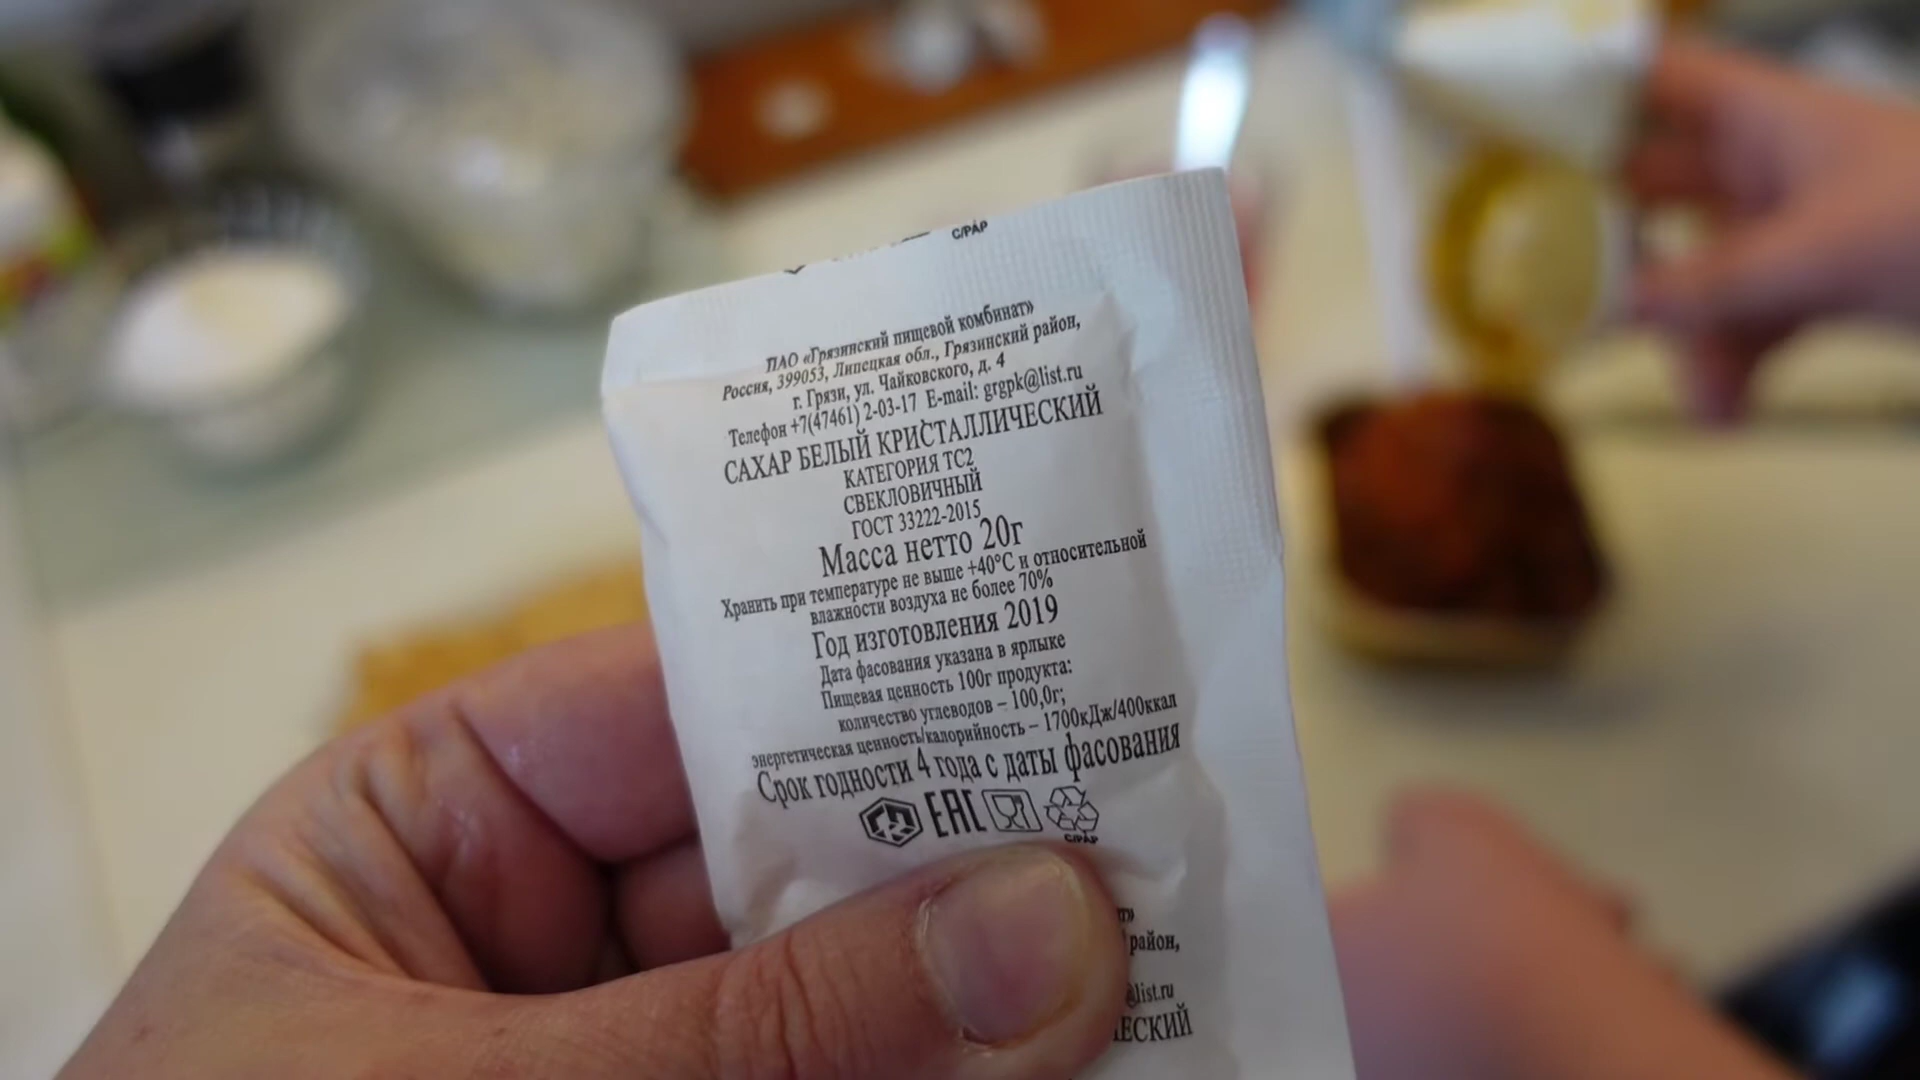 C/PAP
ПАО «Грязинский пищевой комбинат»
Россия, 399053, Липецкая обл., Грязинский район,
г. Грязи, ул. Чайковского, д. 4
Телефон +7(47461) 2-03-17 E-mail: grgpk@list.ru
САХАР БЕЛЫЙ КРИСТАЛЛИЧЕСКИЙ
КАТЕГОРИЯ ТС2
СВЕКЛОВИЧНЫЙ
ГОСТ 33222-2015
Масса нетто 20г
Хранить при температуре не выше +40°C и относительной
влажности воздуха не более 70%
Год изготовления 2019
Дата фасования указана в ярлыке
Пищевая ценность 100г продукта:
количество углеводов – 100,0г;
энергетическая ценность/калорийность – 1700кДж/400ккал
Срок годности 4 года с даты фасования
EAC
C/PAP
район,
@list.ru